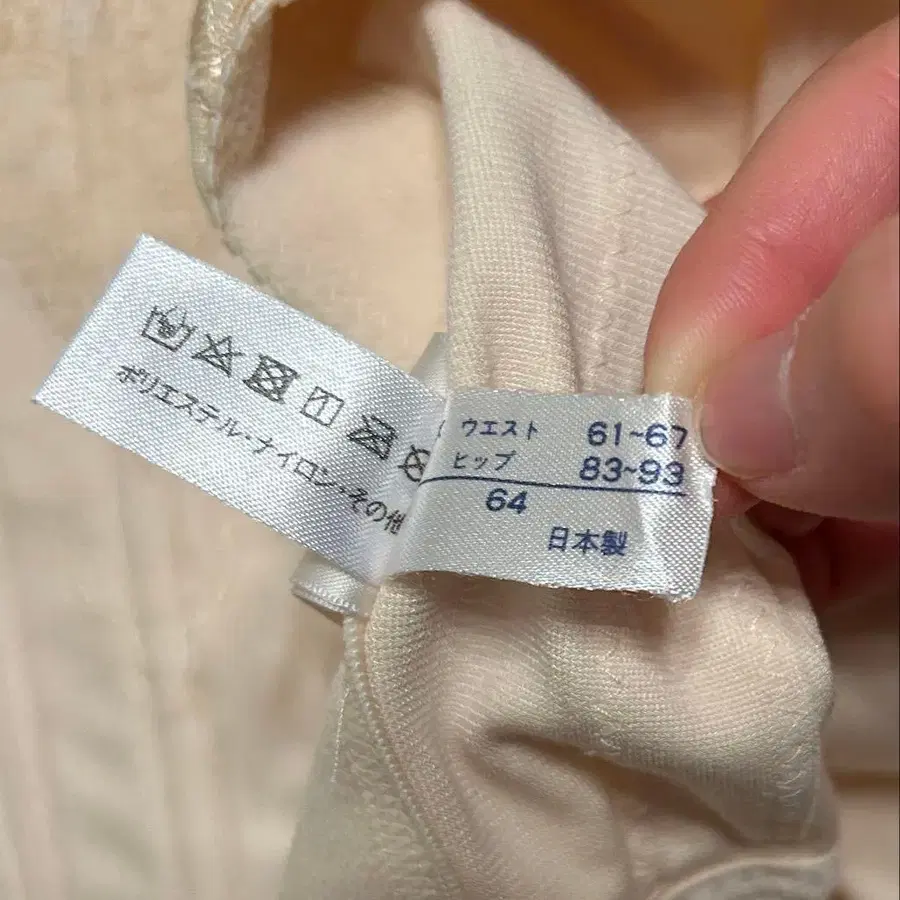 ポリエステル・ナイロン・その他
ウエスト 61~67
ヒップ 83~93
64
日本製